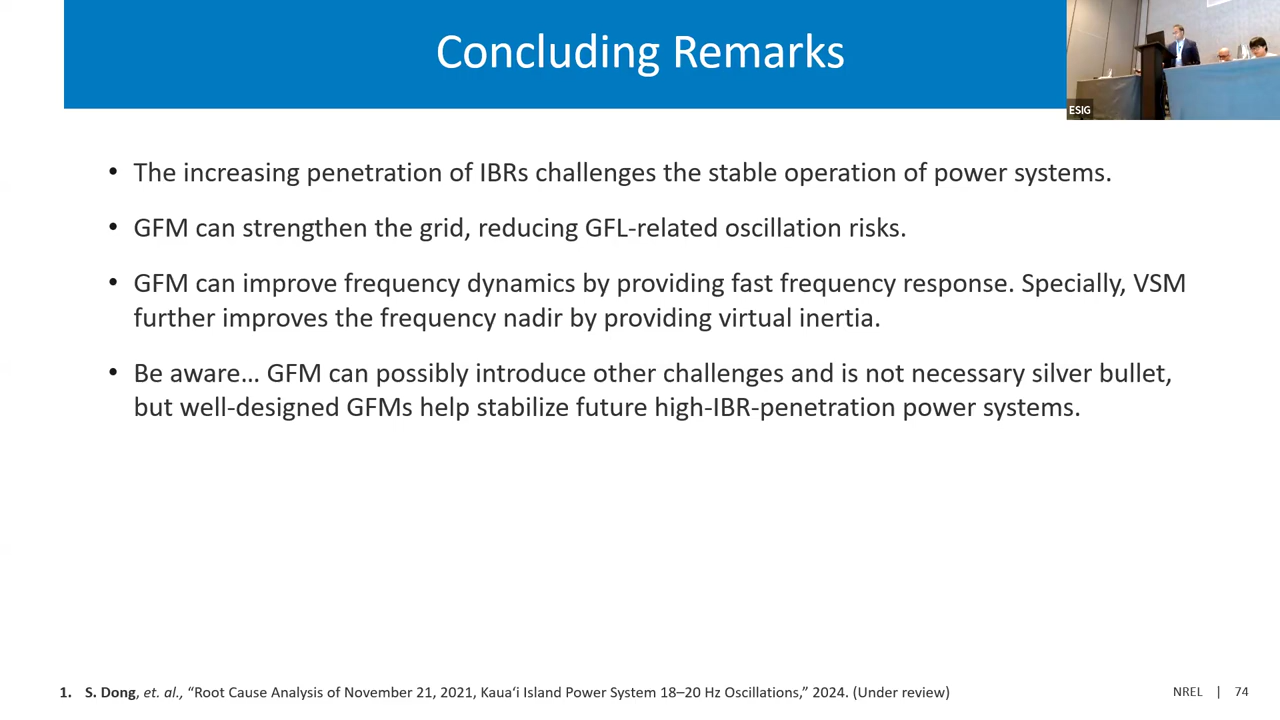 Concluding Remarks
ESIG
• The increasing penetration of IBRs challenges the stable operation of power systems.
• GFM can strengthen the grid, reducing GFL-related oscillation risks.
• GFM can improve frequency dynamics by providing fast frequency response. Specially, VSM
further improves the frequency nadir by providing virtual inertia.
• Be aware… GFM can possibly introduce other challenges and is not necessary silver bullet,
but well-designed GFMs help stabilize future high-IBR-penetration power systems.
1. S. Dong, et. al., “Root Cause Analysis of November 21, 2021, Kauaʻi Island Power System 18–20 Hz Oscillations,” 2024. (Under review)
NREL | 74